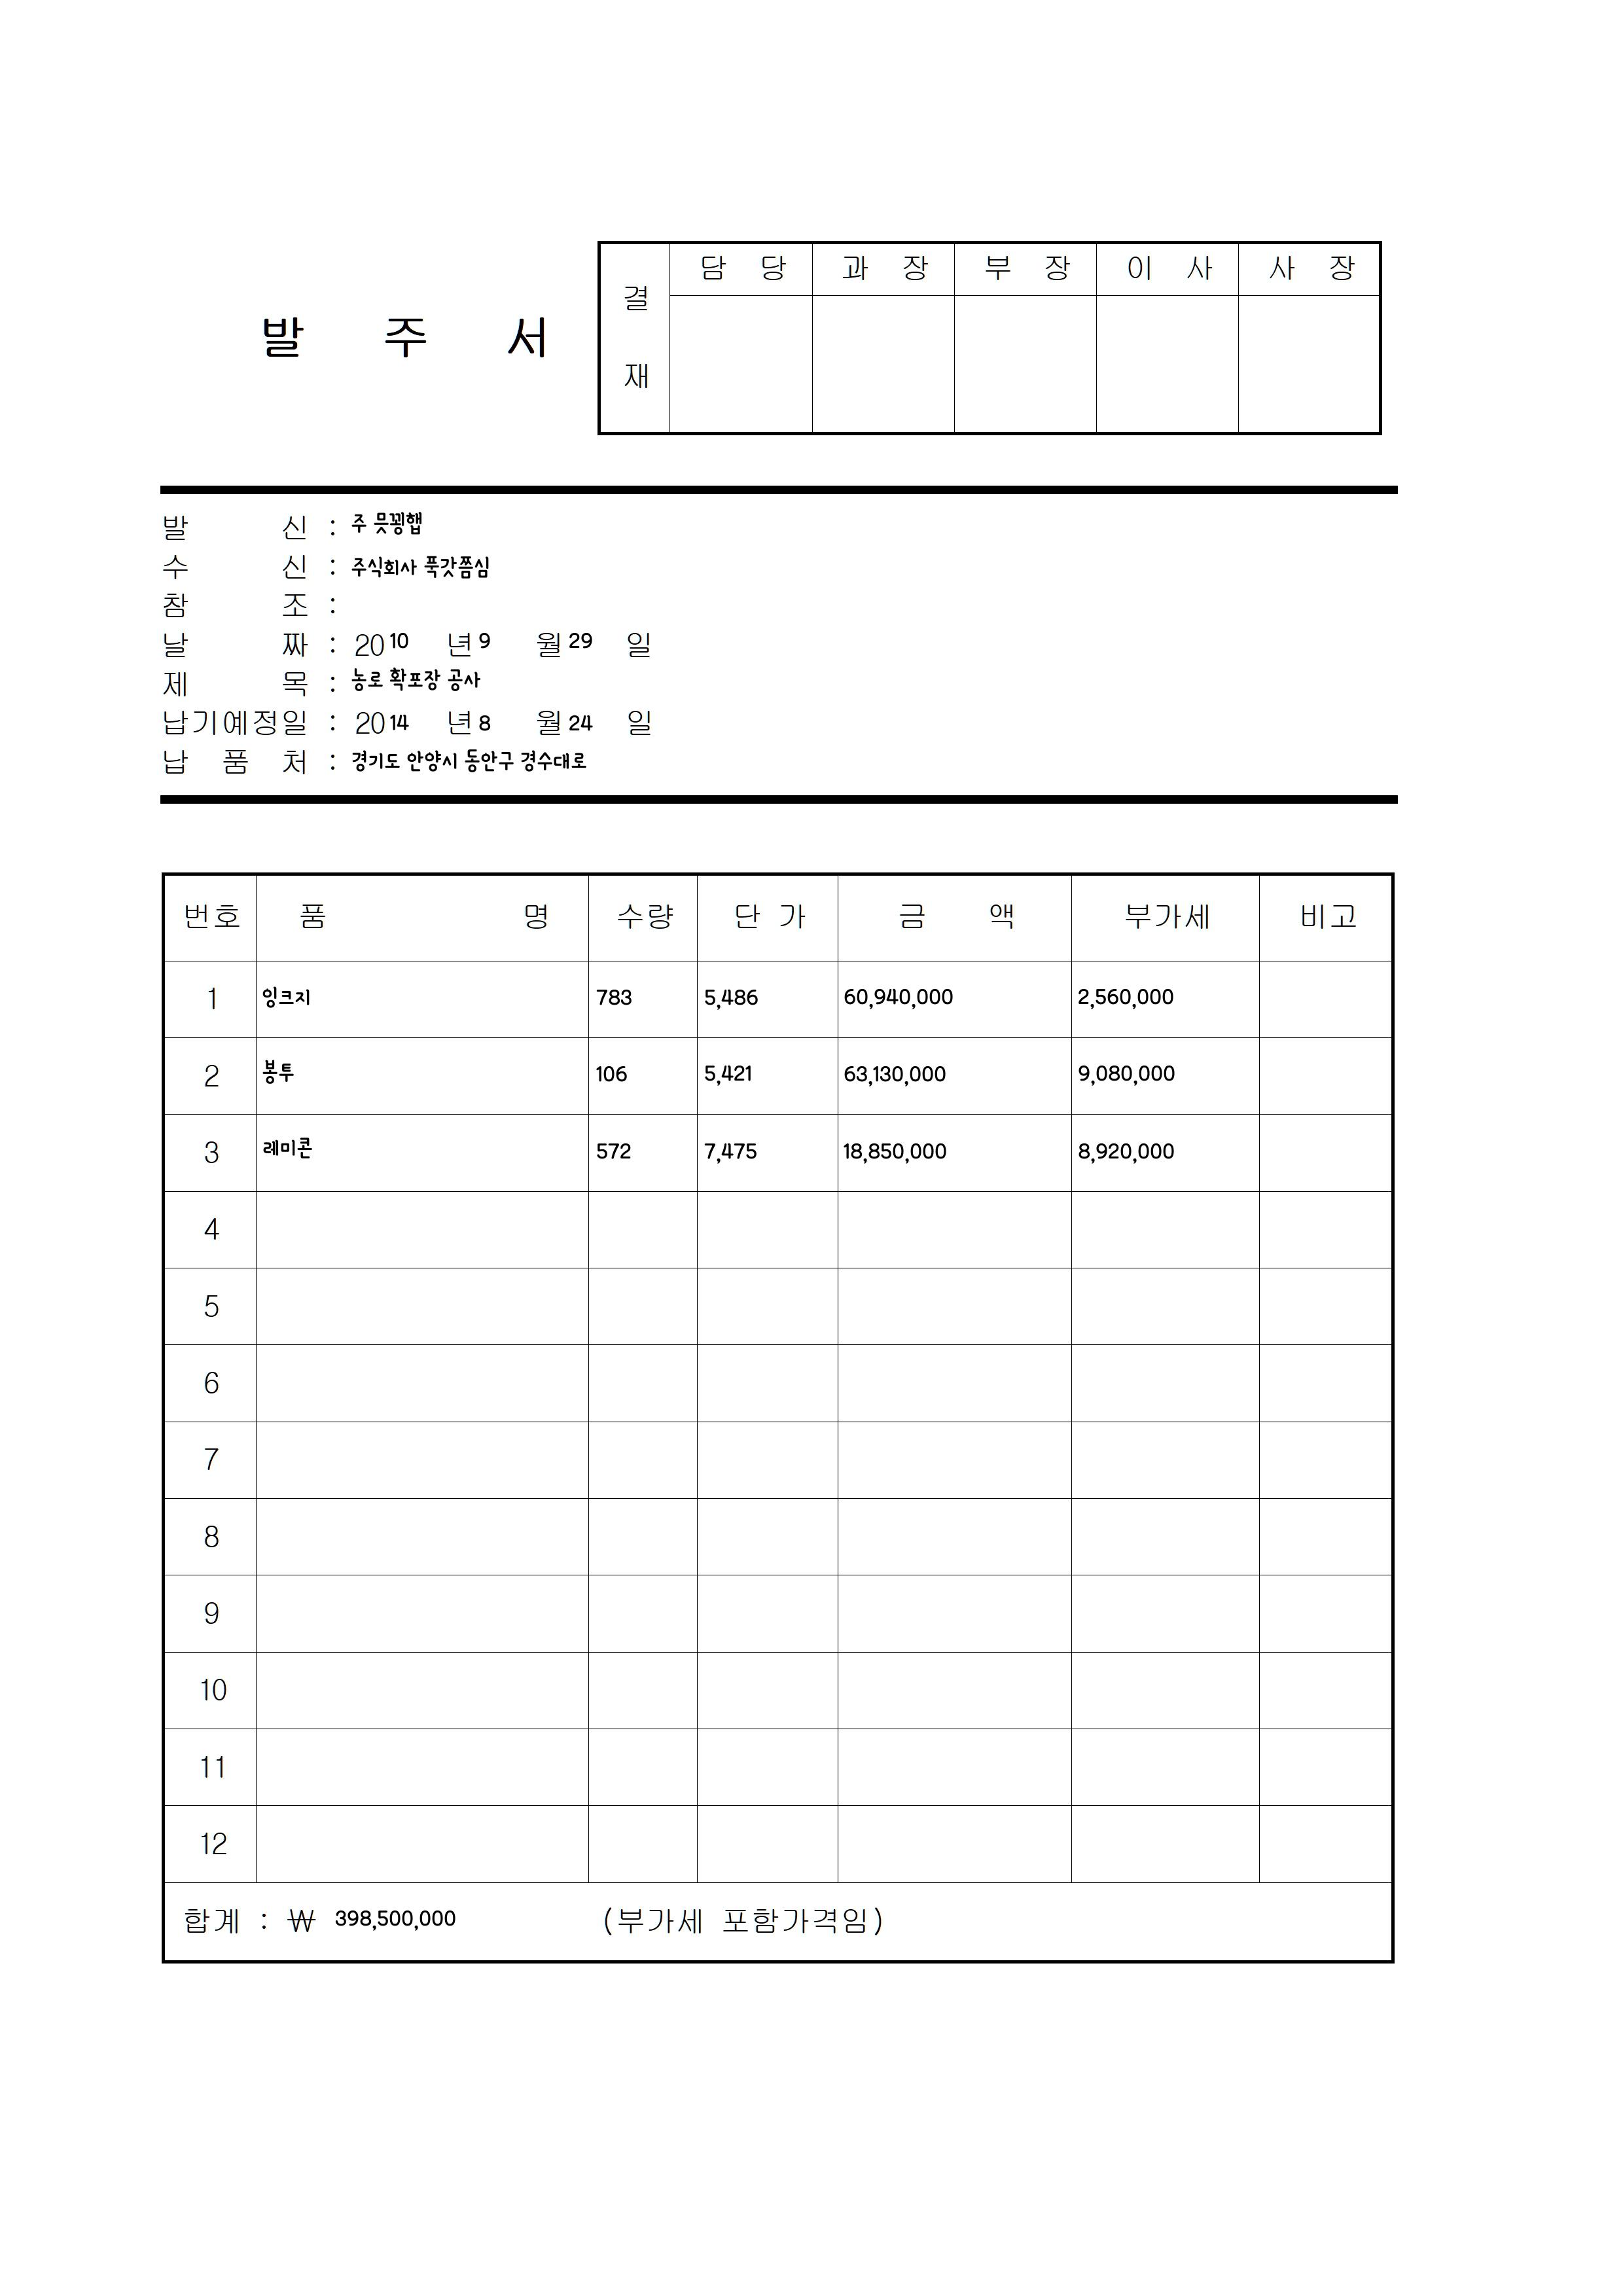 발 주 서
결 재
담 당 과 장 부 장 이 사 사 장
발 신 : 주 믓뀡햅
수 신 : 주식회사 푹갓쯤심
참 조 :
날 짜 : 2010 년 9 월 29 일
제 목 : 농로 확포장 공사
납기예정일 : 2014 년 8 월 24 일
납 품 처 : 경기도 안양시 동안구 경수대로
번호 품 명 수량 단 가 금 액 부가세 비고
1 잉크지 783 5,486 60,940,000 2,560,000
2 봉투 106 5,421 63,130,000 9,080,000
3 레미콘 572 7,475 18,850,000 8,920,000
4
5
6
7
8
9
10
11
12
합계 : ₩ 398,500,000 (부가세 포함가격임)